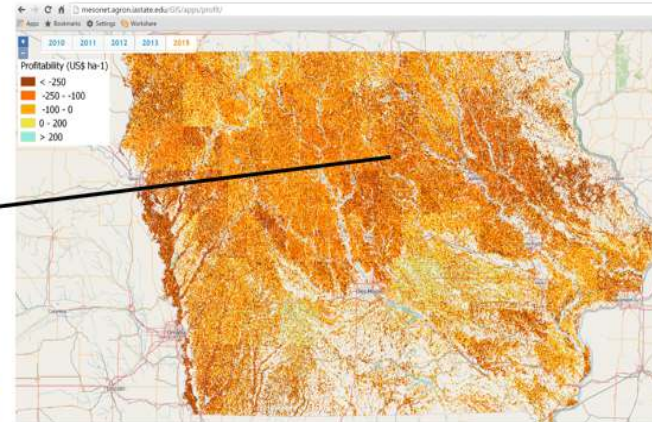 mesonet.agron.iastate.edu/GIS/apps/profit/
Apps Bookmarks Settings Workshare
+ 2010 2011 2012 2013 2015
-
Profitability (US$ ha-1)
< -250
-250 - -100
-100 - 0
0 - 200
> 200